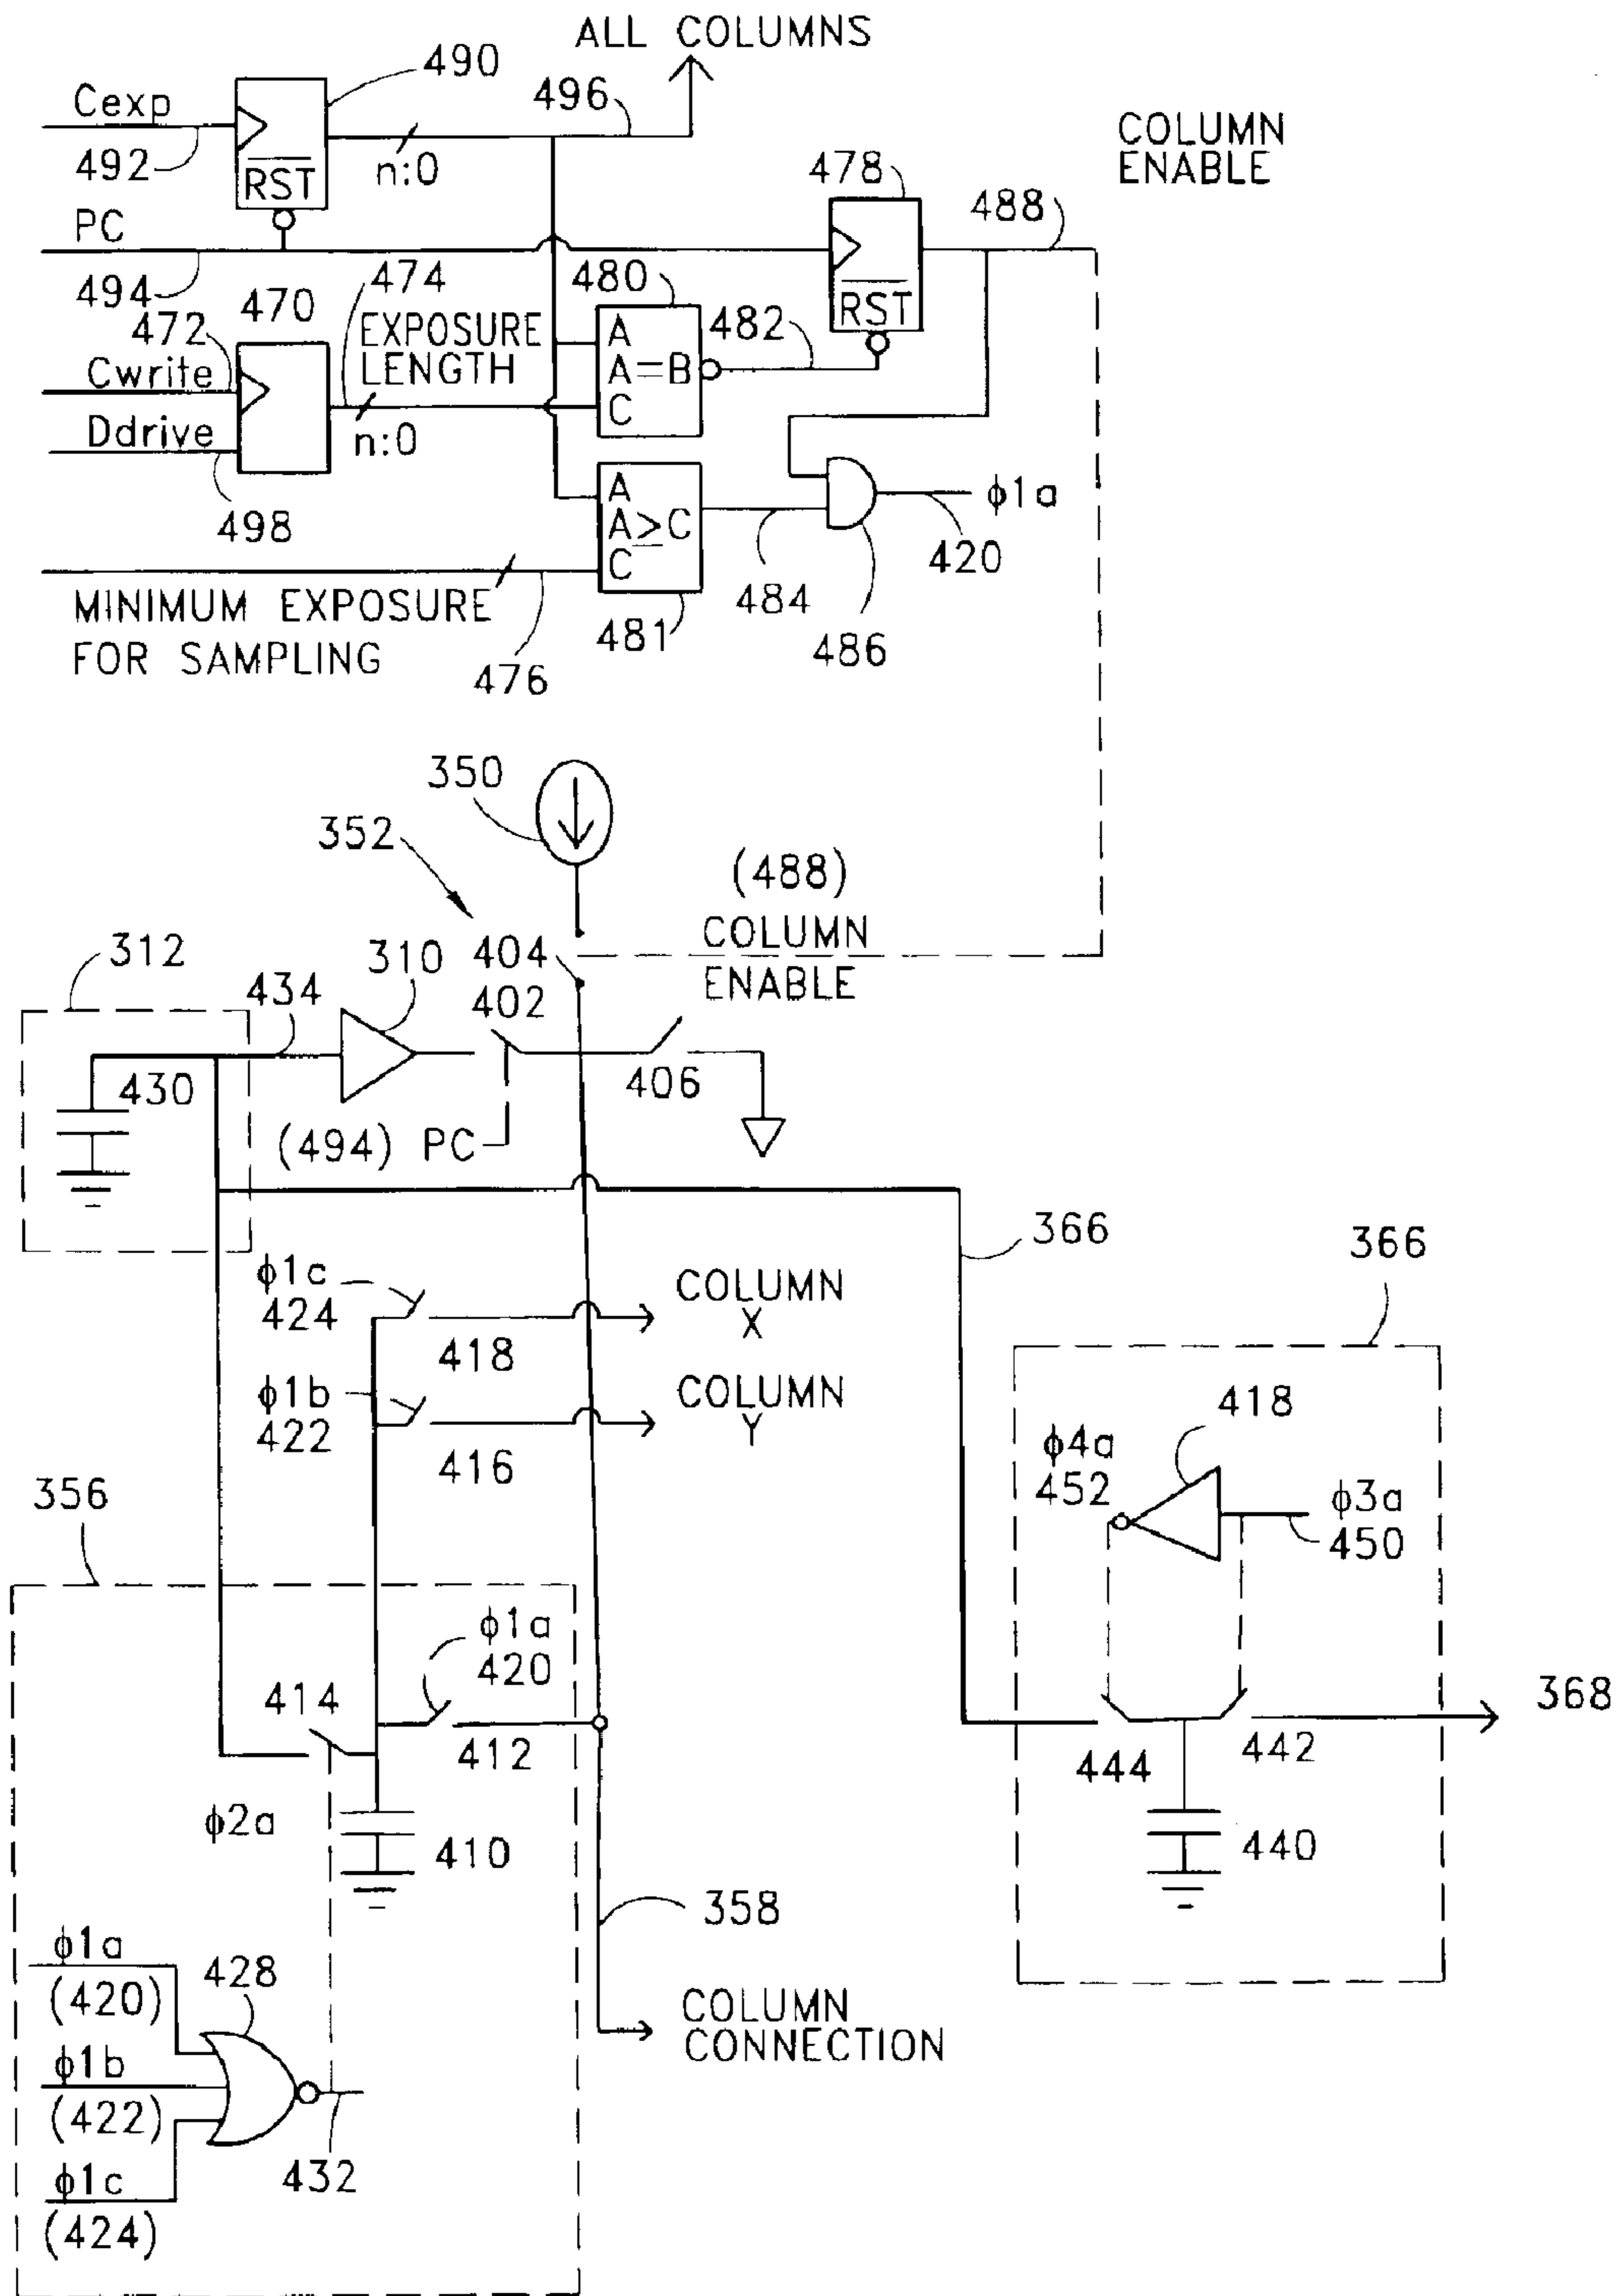 ALL COLUMNS
490
Cexp
496
COLUMN
ENABLE
492
RST
n:0
478
PC
488
494
470
474
480
472
EXPOSURE
LENGTH
A
A=B
C
482
RST
Cwrite
Ddrive
n:0
498
A
A≥C
C
ϕ1a
484
420
MINIMUM EXPOSURE
FOR SAMPLING
481
486
476
350
352
(488)
COLUMN
ENABLE
312
310
404
434
402
430
406
(494) PC
366
366
ϕ1c
424
COLUMN
X
418
ϕ1b
422
COLUMN
Y
416
418
ϕ4a
452
ϕ3a
450
356
ϕ1a
420
414
412
368
444
442
ϕ2a
410
440
358
ϕ1a
(420)
428
COLUMN
CONNECTION
ϕ1b
(422)
432
ϕ1c
(424)